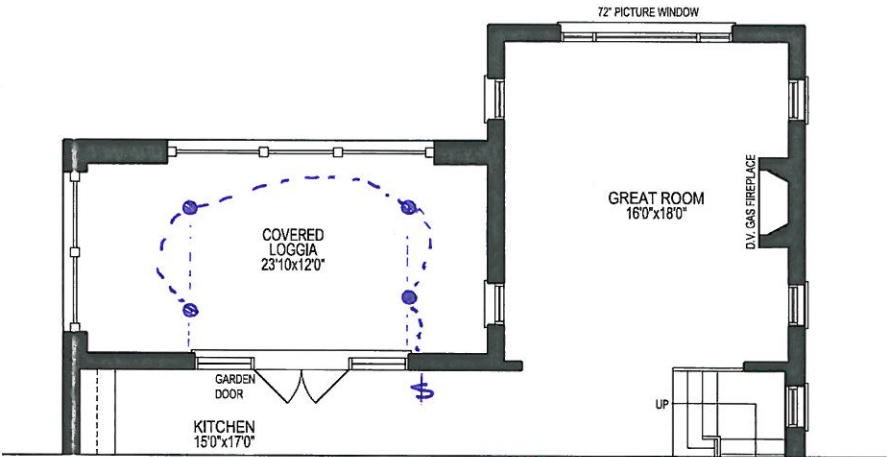 72" PICTURE WINDOW
GREAT ROOM
16'0"x18'0"
D.V. GAS FIREPLACE
COVERED
LOGGIA
23'10x12'0"
GARDEN
DOOR
$
UP
KITCHEN
15'0"x17'0"